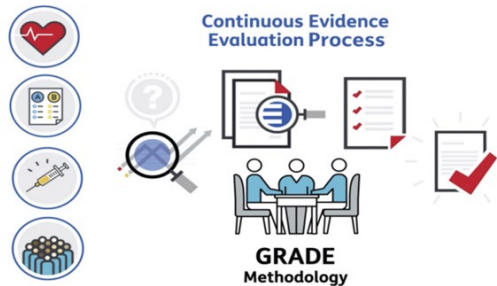 Continuous Evidence
Evaluation Process
A B
?
GRADE
Methodology